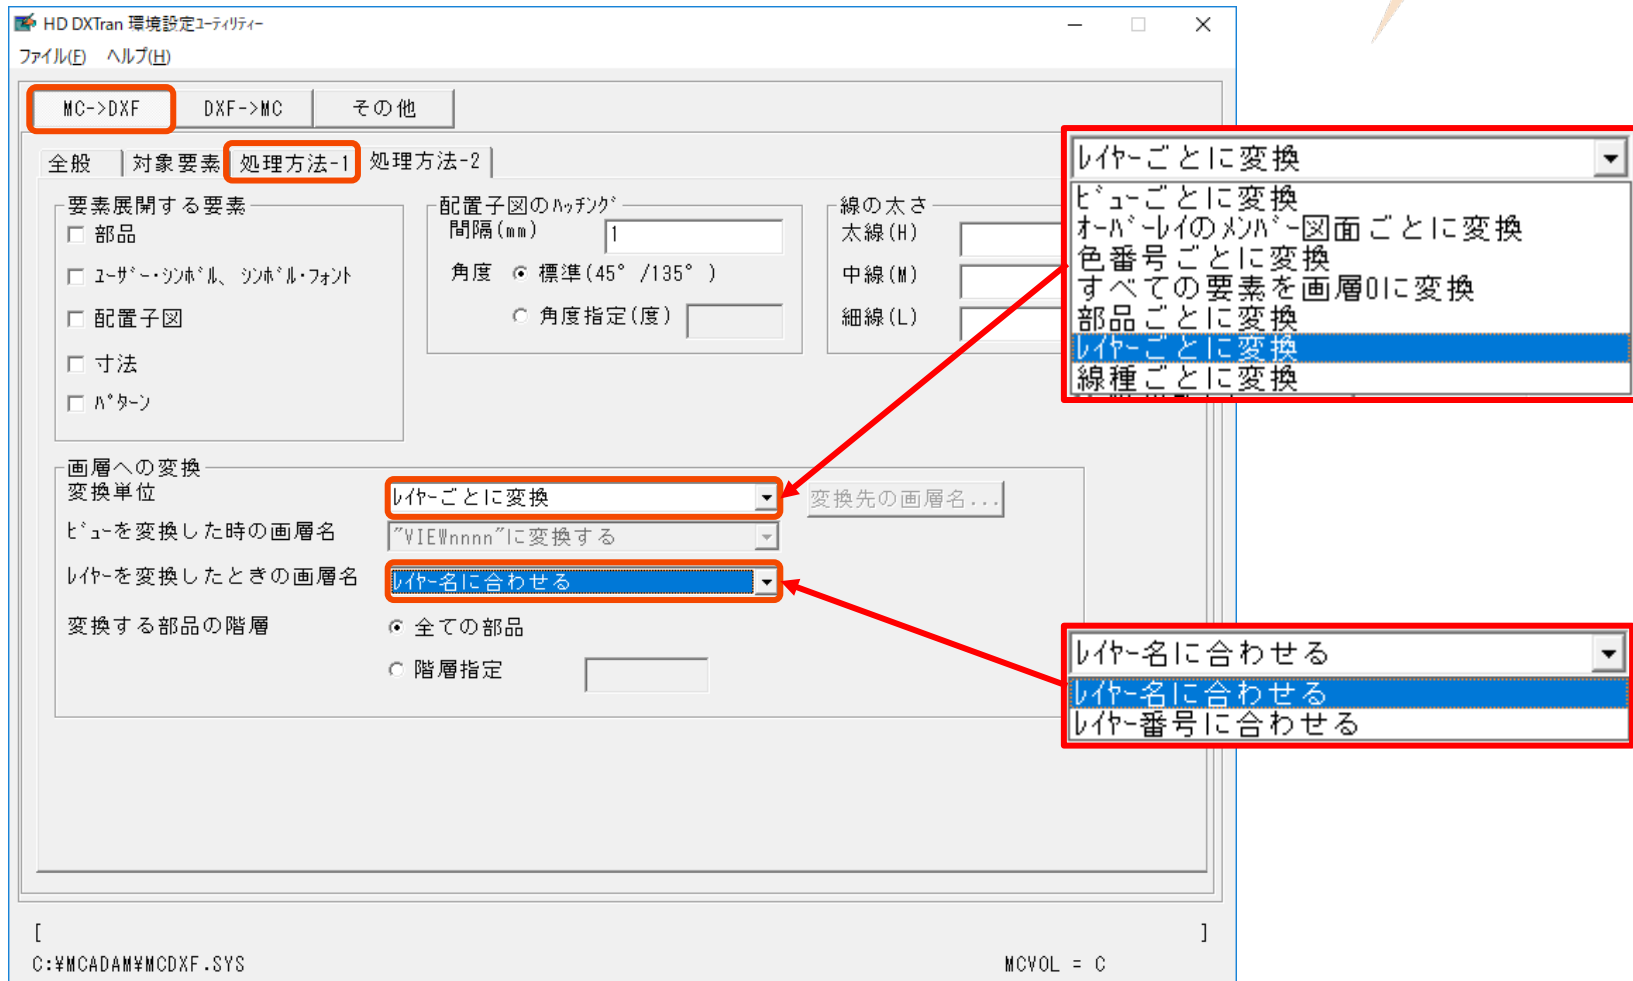 HD DXTran 環境設定ﾕｰﾃｨﾘﾃｨｰ
ファイル(F) ヘルプ(H)
MC->DXF DXF->MC その他
全般 対象要素 処理方法-1 処理方法-2
要素展開する要素
部品
ﾕｰｻﾞｰ・ｼﾝﾎﾞﾙ、 ｼﾝﾎﾞﾙ・ﾌｫﾝﾄ
配置子図
寸法
ﾊﾟﾀｰﾝ
配置子図のﾊｯﾁﾝｸﾞ
間隔(mm) 1
角度 標準(45° /135° )
角度指定(度)
線の太さ
太線(H)
中線(M)
細線(L)
画層への変換
変換単位 ﾚｲﾔｰごとに変換 変換先の画層名...
ﾋﾞｭｰを変換した時の画層名 "VIEWnnnn"に変換する
ﾚｲﾔｰを変換したときの画層名 ﾚｲﾔｰ名に合わせる
変換する部品の階層 全ての部品
階層指定
ﾚｲﾔｰごとに変換
ﾋﾞｭｰごとに変換
ｵｰﾊﾞｰﾚｲのﾒﾝﾊﾞｰ図面ごとに変換
色番号ごとに変換
すべての要素を画層0に変換
部品ごとに変換
ﾚｲﾔｰごとに変換
線種ごとに変換
ﾚｲﾔｰ名に合わせる
ﾚｲﾔｰ名に合わせる
ﾚｲﾔｰ番号に合わせる
[ ]
C:¥MCADAM¥MCDXF.SYS MCVOL = C